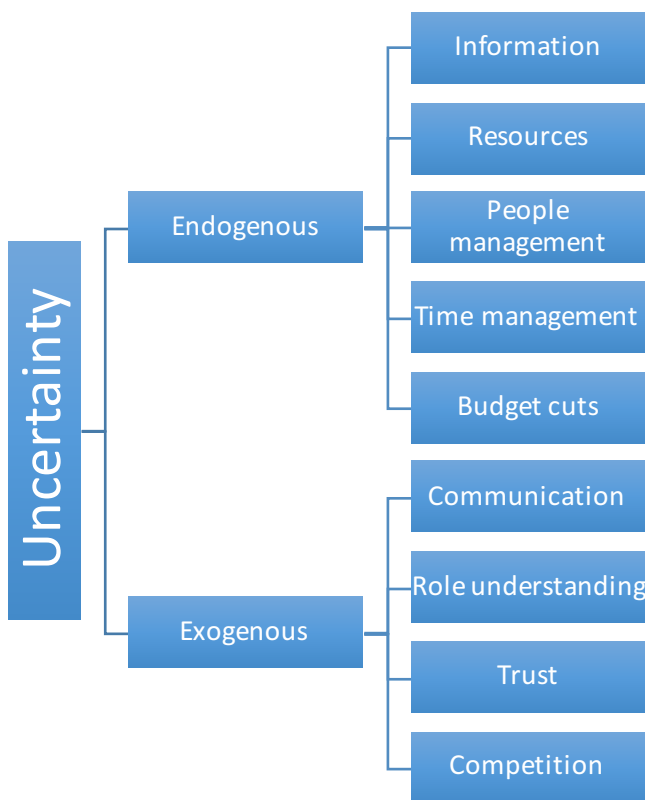 Uncertainty
Endogenous
Information
Resources
People
management
Time management
Budget cuts
Exogenous
Communication
Role understanding
Trust
Competition